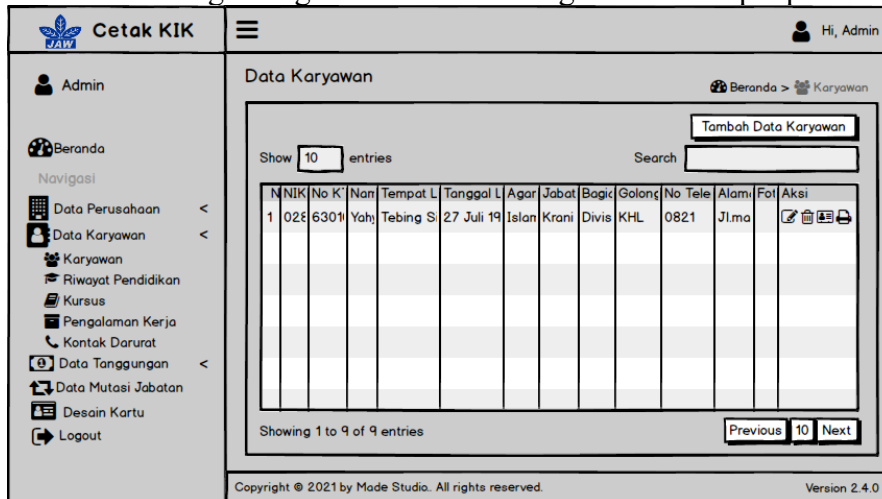 JAW
Cetak KIK
Hi, Admin
Admin
Beranda
Navigasi
Data Perusahaan <
Data Karyawan <
Karyawan
Riwayat Pendidikan
Kursus
Pengalaman Kerja
Kontak Darurat
Data Tanggungan <
Data Mutasi Jabatan
Desain Kartu
Logout
Data Karyawan
Beranda > Karyawan
Tambah Data Karyawan
Show 10 entries
Search
N NIK No K Nam Tempat L Tanggal L Agar Jabat Bagia Golong No Tele Alama Fot Aksi
1 028 6301 Yahy Tebing Si 27 Juli 19 Islan Krani Divis KHL 0821 Jl.ma
Showing 1 to 9 of 9 entries
Previous 10 Next
Copyright © 2021 by Made Studio.. All rights reserved.
Version 2.4.0